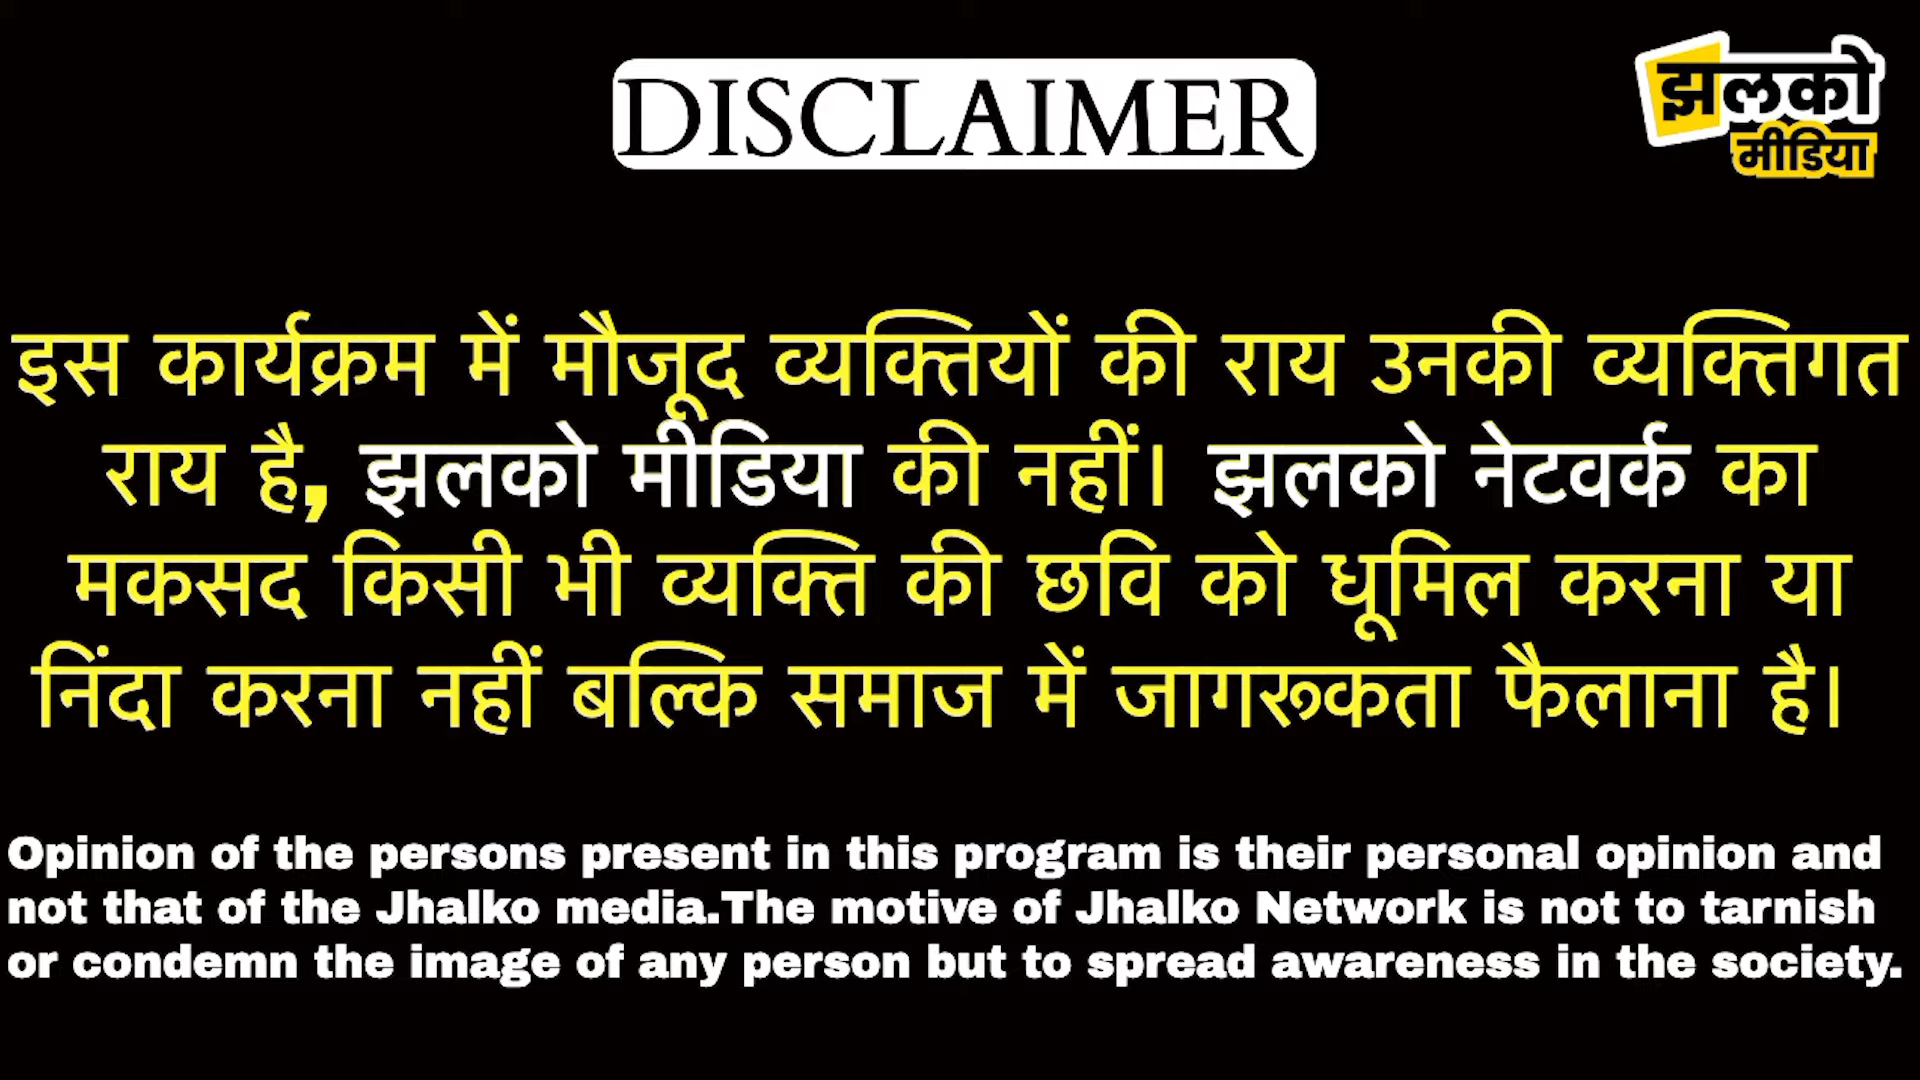 DISCLAIMER
झलको
मीडिया
इस कार्यक्रम में मौजूद व्यक्तियों की राय उनकी व्यक्तिगत
राय है, झलको मीडिया की नहीं। झलको नेटवर्क का
मकसद किसी भी व्यक्ति की छवि को धूमिल करना या
निंदा करना नहीं बल्कि समाज में जागरूकता फैलाना है।
Opinion of the persons present in this program is their personal opinion and
not that of the Jhalko media.The motive of Jhalko Network is not to tarnish
or condemn the image of any person but to spread awareness in the society.